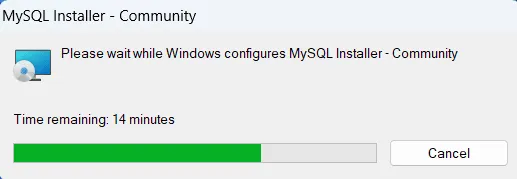 MySQL Installer - Community
Please wait while Windows configures MySQL Installer - Community
Time remaining: 14 minutes
Cancel